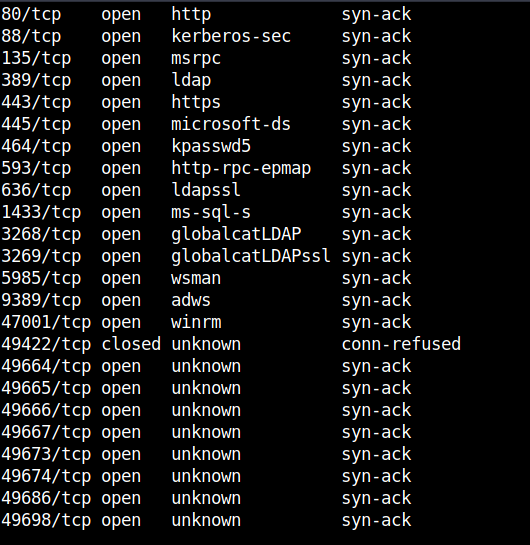 80/tcp    open   http             syn-ack
88/tcp    open   kerberos-sec     syn-ack
135/tcp   open   msrpc            syn-ack
389/tcp   open   ldap             syn-ack
443/tcp   open   https            syn-ack
445/tcp   open   microsoft-ds     syn-ack
464/tcp   open   kpasswd5         syn-ack
593/tcp   open   http-rpc-epmap   syn-ack
636/tcp   open   ldapssl          syn-ack
1433/tcp  open   ms-sql-s         syn-ack
3268/tcp  open   globalcatLDAP    syn-ack
3269/tcp  open   globalcatLDAPssl syn-ack
5985/tcp  open   wsman            syn-ack
9389/tcp  open   adws             syn-ack
47001/tcp open   winrm            syn-ack
49422/tcp closed unknown          conn-refused
49664/tcp open   unknown          syn-ack
49665/tcp open   unknown          syn-ack
49666/tcp open   unknown          syn-ack
49667/tcp open   unknown          syn-ack
49673/tcp open   unknown          syn-ack
49674/tcp open   unknown          syn-ack
49686/tcp open   unknown          syn-ack
49698/tcp open   unknown          syn-ack